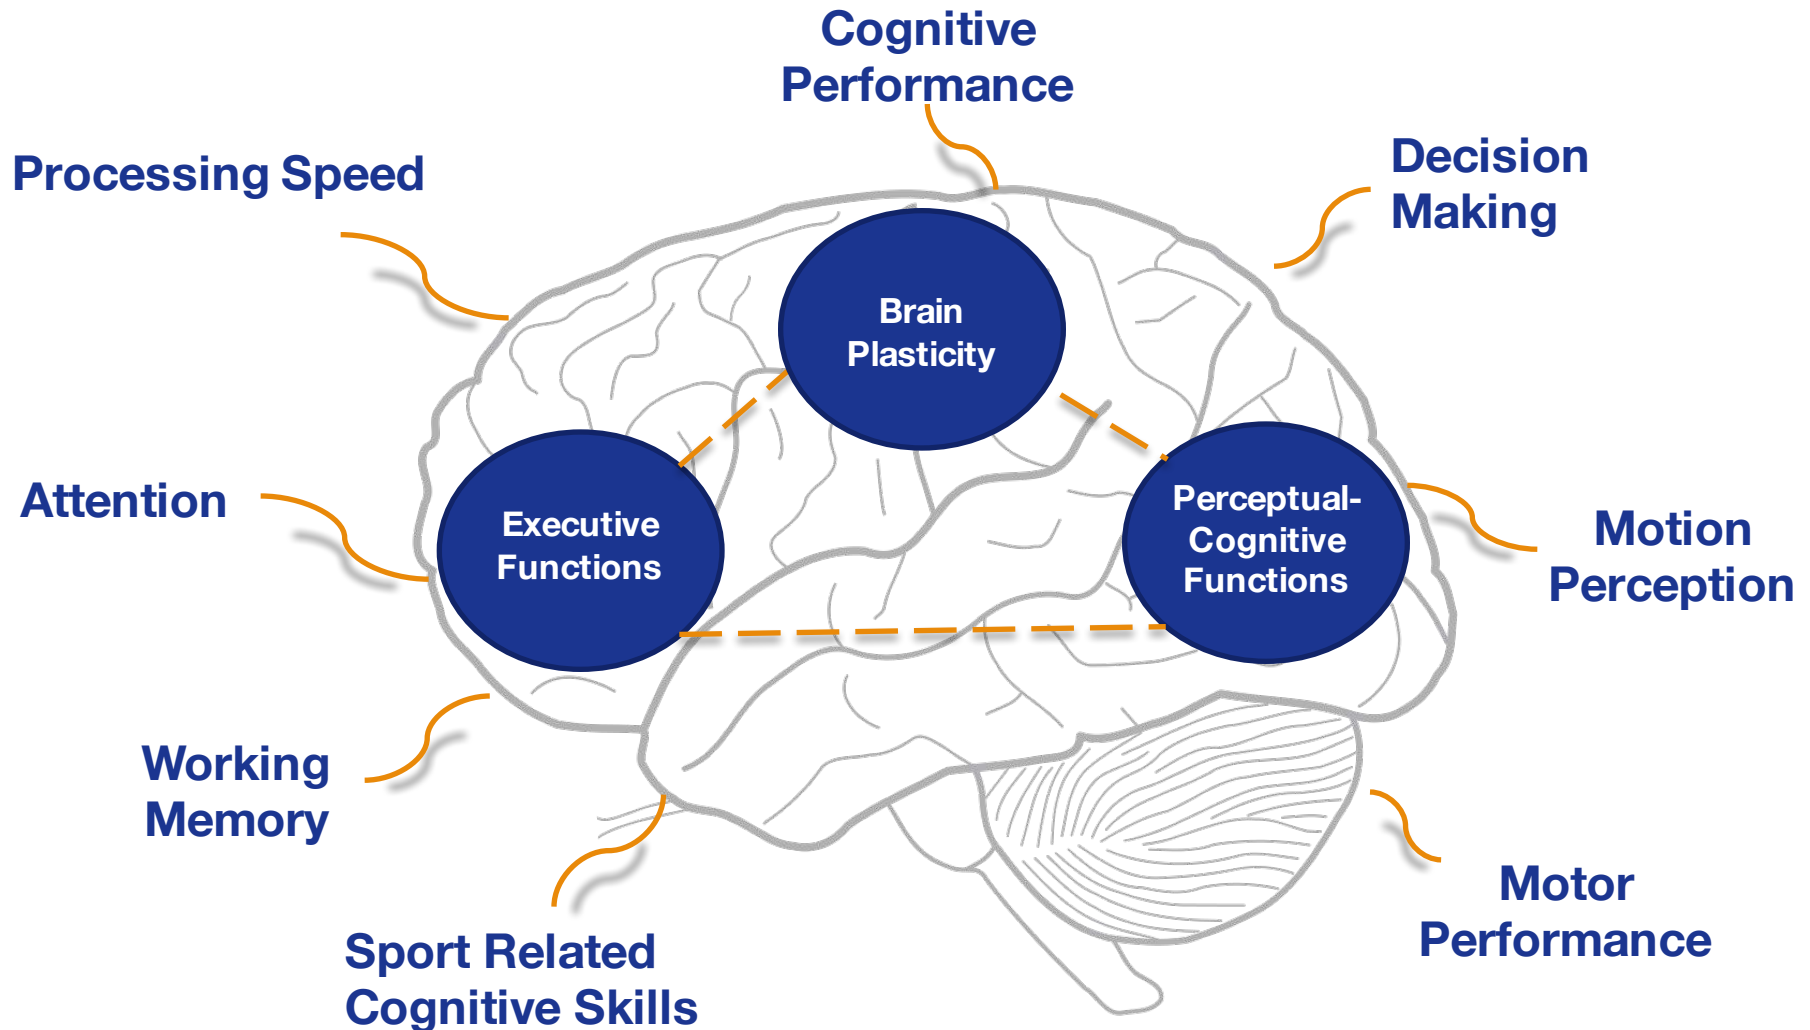 Cognitive
Performance
Processing Speed
Decision
Making
Brain
Plasticity
Attention
Executive
Functions
Perceptual-
Cognitive
Functions
Motion
Perception
Working
Memory
Motor
Performance
Sport Related
Cognitive Skills